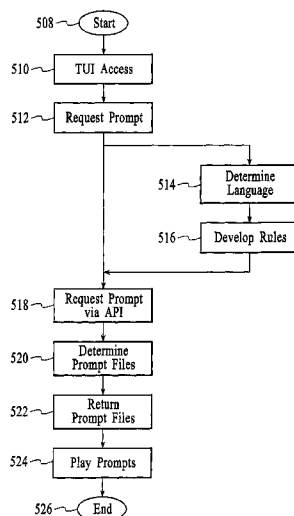 508 Start
510 TUI Access
512 Request Prompt
514 Determine
Language
516 Develop Rules
518 Request Prompt
via API
520 Determine
Prompt Files
522 Return
Prompt Files
524 Play Prompts
526 End